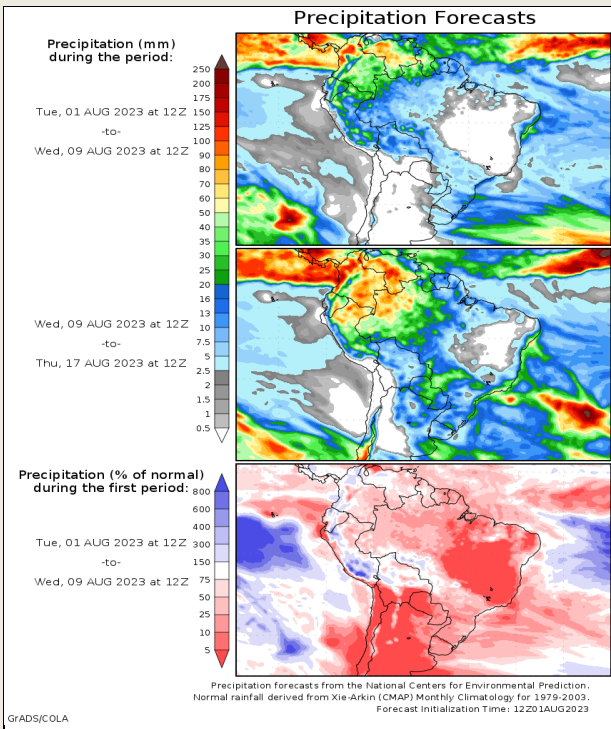 Precipitation Forecasts
Precipitation (mm)
during the period:
Tue, 01 AUG 2023 at 12Z
-to-
Wed, 09 AUG 2023 at 12Z
250
200
175
150
125
100
90
80
70
60
50
40
35
30
25
20
16
13
10
7.5
5
2.5
2
1.5
1
0.5
Wed, 09 AUG 2023 at 12Z
-to-
Thu, 17 AUG 2023 at 12Z
Precipitation (% of normal)
during the first period:
Tue, 01 AUG 2023 at 12Z
-to-
Wed, 09 AUG 2023 at 12Z
800
600
400
300
150
75
50
25
10
5
Precipitation forecasts from the National Centers for Environmental Prediction.
Normal rainfall derived from Xie-Arkin (CMAP) Monthly Climatology for 1979-2003.
Forecast Initialization Time: 12Z01AUG2023
GrADS/COLA